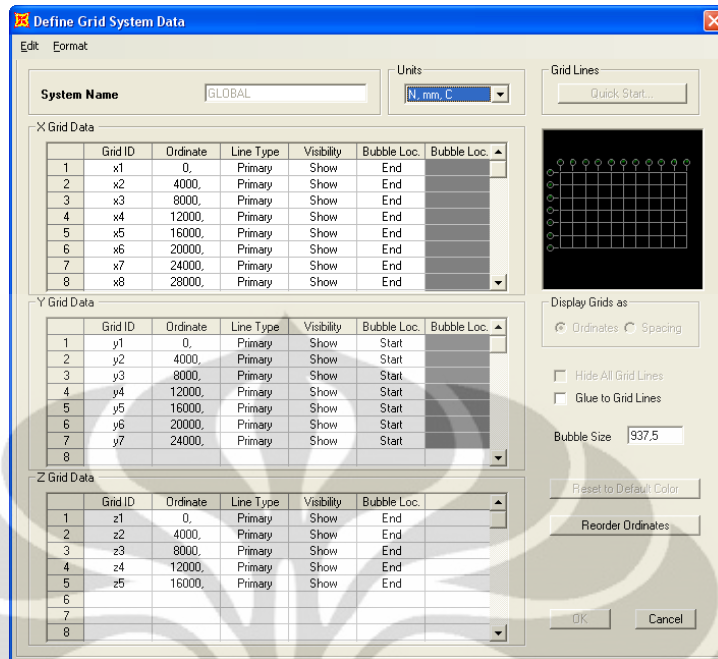 Define Grid System Data
Edit Format
System Name GLOBAL
Units
N, mm, C
Grid Lines
Quick Start...
X Grid Data
Grid ID Ordinate Line Type Visibility Bubble Loc. Bubble Loc.
1 x1 0, Primary Show End
2 x2 4000, Primary Show End
3 x3 8000, Primary Show End
4 x4 12000, Primary Show End
5 x5 16000, Primary Show End
6 x6 20000, Primary Show End
7 x7 24000, Primary Show End
8 x8 28000, Primary Show End
Y Grid Data
Grid ID Ordinate Line Type Visibility Bubble Loc. Bubble Loc.
1 y1 0, Primary Show Start
2 y2 4000, Primary Show Start
3 y3 8000, Primary Show Start
4 y4 12000, Primary Show Start
5 y5 16000, Primary Show Start
6 y6 20000, Primary Show Start
7 y7 24000, Primary Show Start
8
Z Grid Data
Grid ID Ordinate Line Type Visibility Bubble Loc.
1 z1 0, Primary Show End
2 z2 4000, Primary Show End
3 z3 8000, Primary Show End
4 z4 12000, Primary Show End
5 z5 16000, Primary Show End
6
7
8
Display Grids as
Ordinates Spacing
Hide All Grid Lines
Glue to Grid Lines
Bubble Size 937,5
Reset to Default Color
Reorder Ordinates
OK Cancel